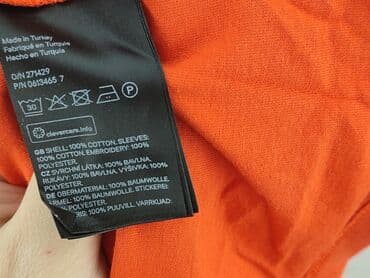 Made in Turkey
Fabriqué en Turquie
Hecho en Turquía
O/N 271429
P/N 0613465 7
30
P
clevercare.info
GB SHELL: 100% COTTON, SLEEVES:
100% COTTON, EMBROIDERY: 100%
POLYESTER.
CZ SVRCHNÍ LÁTKA: 100% BAVLNA,
RUKÁVY: 100% BAVLNA, VÝŠIVKA: 100%
POLYESTER.
DE OBERMATERIAL: 100% BAUMWOLLE,
ÄRMEL: 100% BAUMWOLLE, STICKEREI:
POLYESTER.
100% PUUVILL, VARRUKAD: